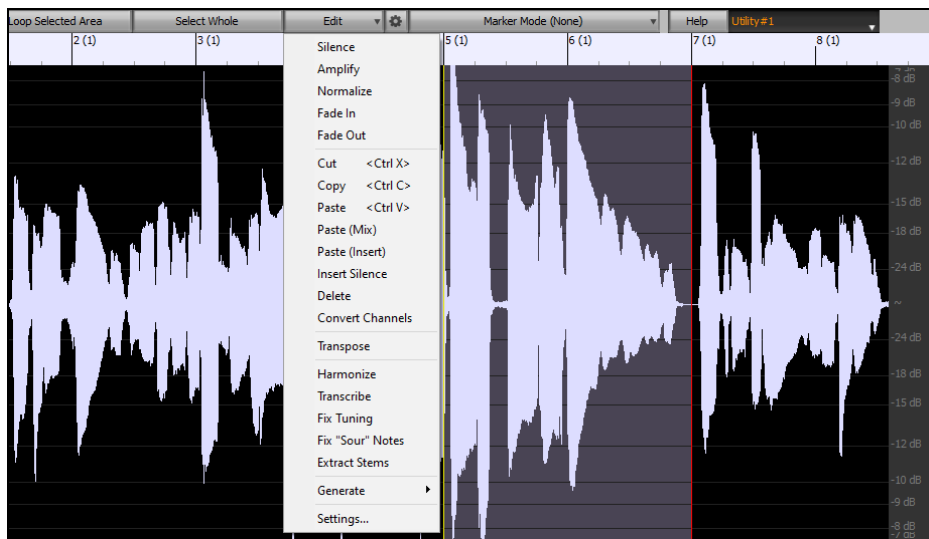 Loop Selected Area Select Whole Edit Marker Mode (None) Help Utility#1
2 (1) 3 (1) 5 (1) 6 (1) 7 (1) 8 (1)
Silence
Amplify
Normalize
Fade In
Fade Out
Cut <Ctrl X>
Copy <Ctrl C>
Paste <Ctrl V>
Paste (Mix)
Paste (Insert)
Insert Silence
Delete
Convert Channels
Transpose
Harmonize
Transcribe
Fix Tuning
Fix "Sour" Notes
Extract Stems
Generate
Settings...
-8 dB
-9 dB
-10 dB
-12 dB
-15 dB
-18 dB
-24 dB
~
-24 dB
-18 dB
-15 dB
-12 dB
-10 dB
-9 dB
-8 dB